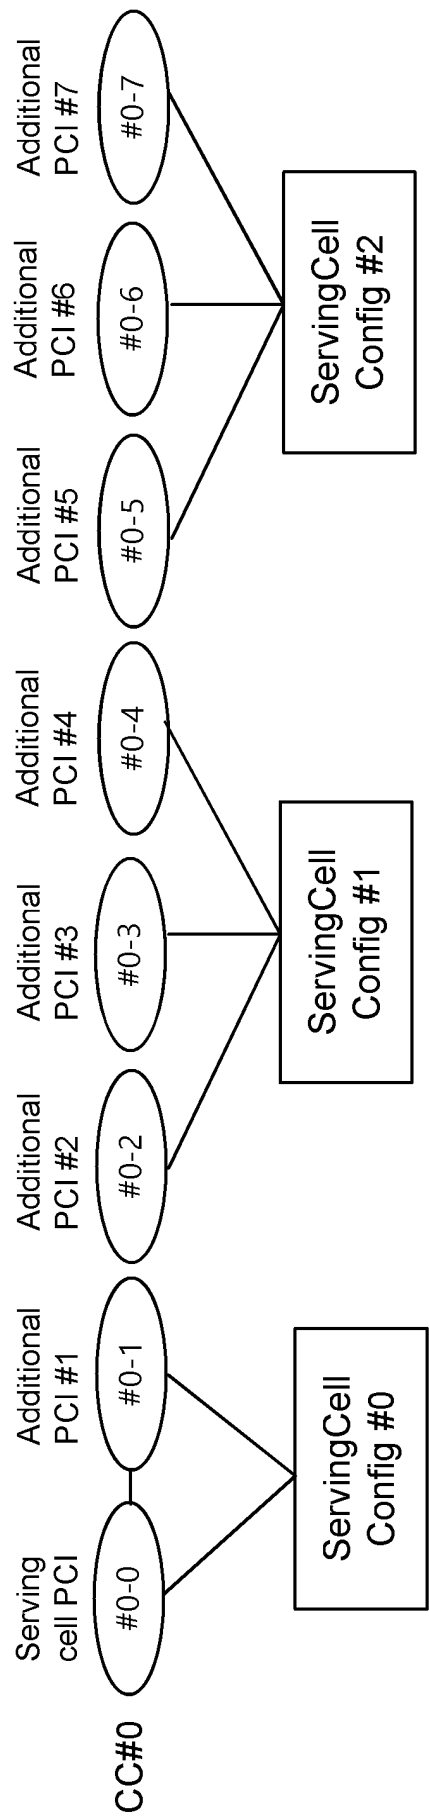 Serving
cell PCI
Additional
PCI #1
Additional
PCI #2
Additional
PCI #3
Additional
PCI #4
Additional
PCI #5
Additional
PCI #6
Additional
PCI #7
CC#0
#0-0
#0-1
#0-2
#0-3
#0-4
#0-5
#0-6
#0-7
ServingCell
Config #0
ServingCell
Config #1
ServingCell
Config #2